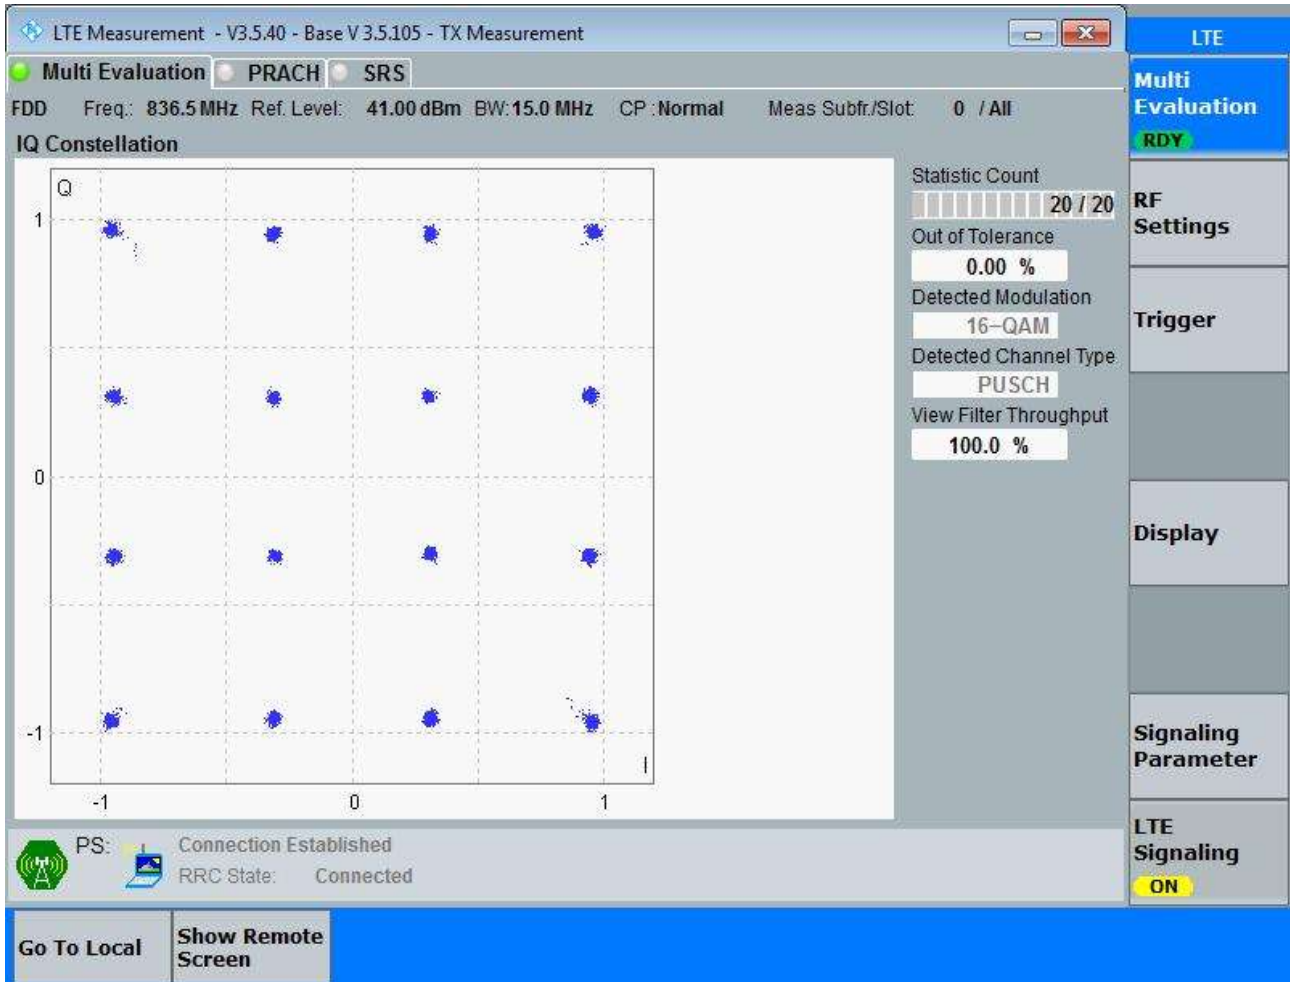 LTE Measurement - V3.5.40 - Base V 3.5.105 - TX Measurement
Multi Evaluation PRACH SRS
FDD Freq.: 836.5 MHz Ref. Level: 41.00 dBm BW: 15.0 MHz CP : Normal Meas Subfr./Slot: 0 / All
IQ Constellation
Q
1
0
-1
I
-1 0 1
Statistic Count
20 / 20
Out of Tolerance
0.00 %
Detected Modulation
16-QAM
Detected Channel Type
PUSCH
View Filter Throughput
100.0 %
PS: Connection Established
RRC State: Connected
LTE
Multi
Evaluation
RDY
RF
Settings
Trigger
Display
Signaling
Parameter
LTE
Signaling
ON
Go To Local
Show Remote
Screen